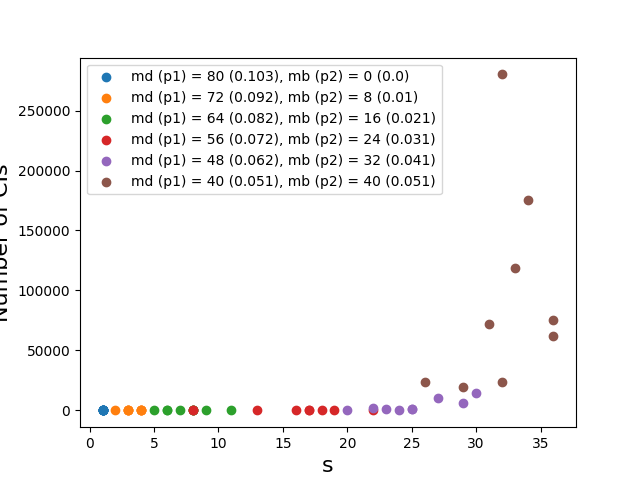 md (p1) = 80 (0.103), mb (p2) = 0 (0.0)
md (p1) = 72 (0.092), mb (p2) = 8 (0.01)
md (p1) = 64 (0.082), mb (p2) = 16 (0.021)
md (p1) = 56 (0.072), mb (p2) = 24 (0.031)
md (p1) = 48 (0.062), mb (p2) = 32 (0.041)
md (p1) = 40 (0.051), mb (p2) = 40 (0.051)
250000
200000
150000
100000
50000
0
Number of CIs
0 5 10 15 20 25 30 35
s